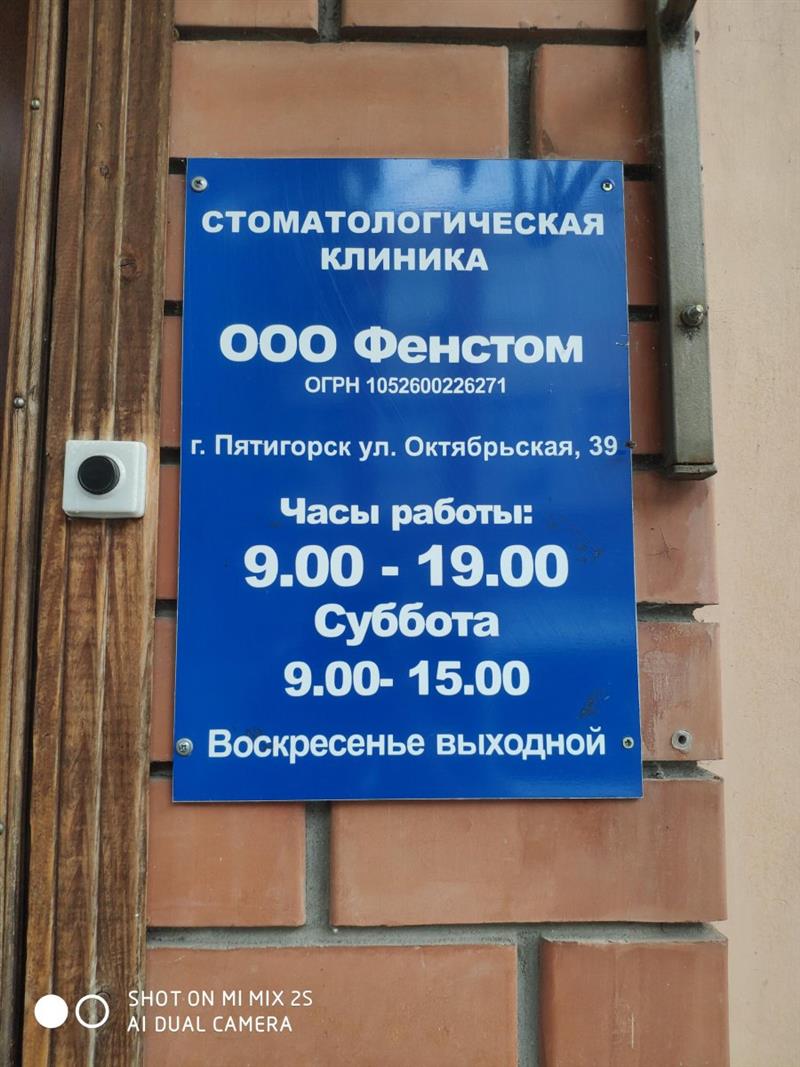 СТОМАТОЛОГИЧЕСКАЯ
КЛИНИКА
ООО Фенстом
ОГРН 1052600226271
г. Пятигорск ул. Октябрьская, 39
Часы работы:
9.00 - 19.00
Суббота
9.00- 15.00
Воскресенье выходной
SHOT ON MI MIX 2S
AI DUAL CAMERA